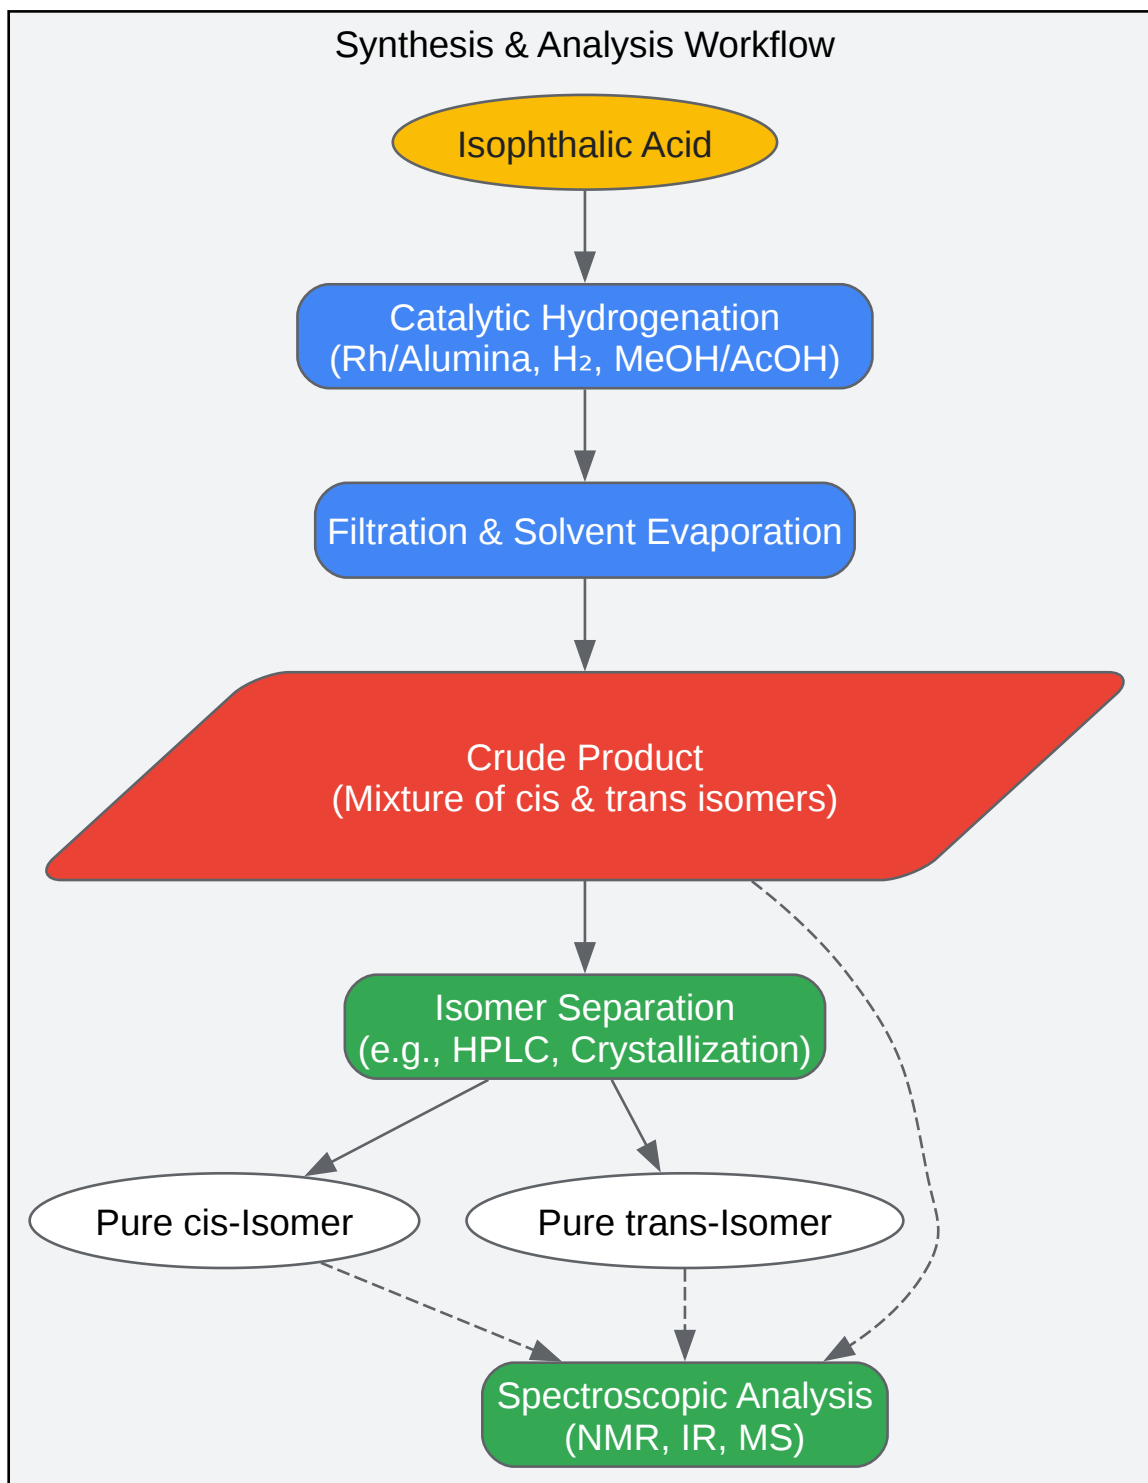 Synthesis & Analysis Workflow
Isophthalic Acid
Catalytic Hydrogenation
(Rh/Alumina, H₂, MeOH/AcOH)
Filtration & Solvent Evaporation
Crude Product
(Mixture of cis & trans isomers)
Isomer Separation
(e.g., HPLC, Crystallization)
Pure cis-Isomer
Pure trans-Isomer
Spectroscopic Analysis
(NMR, IR, MS)